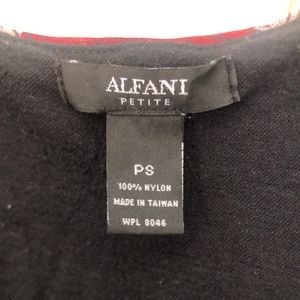 ALFANI
PETITE
PS
100% NYLON
MADE IN TAIWAN
WPL 8046